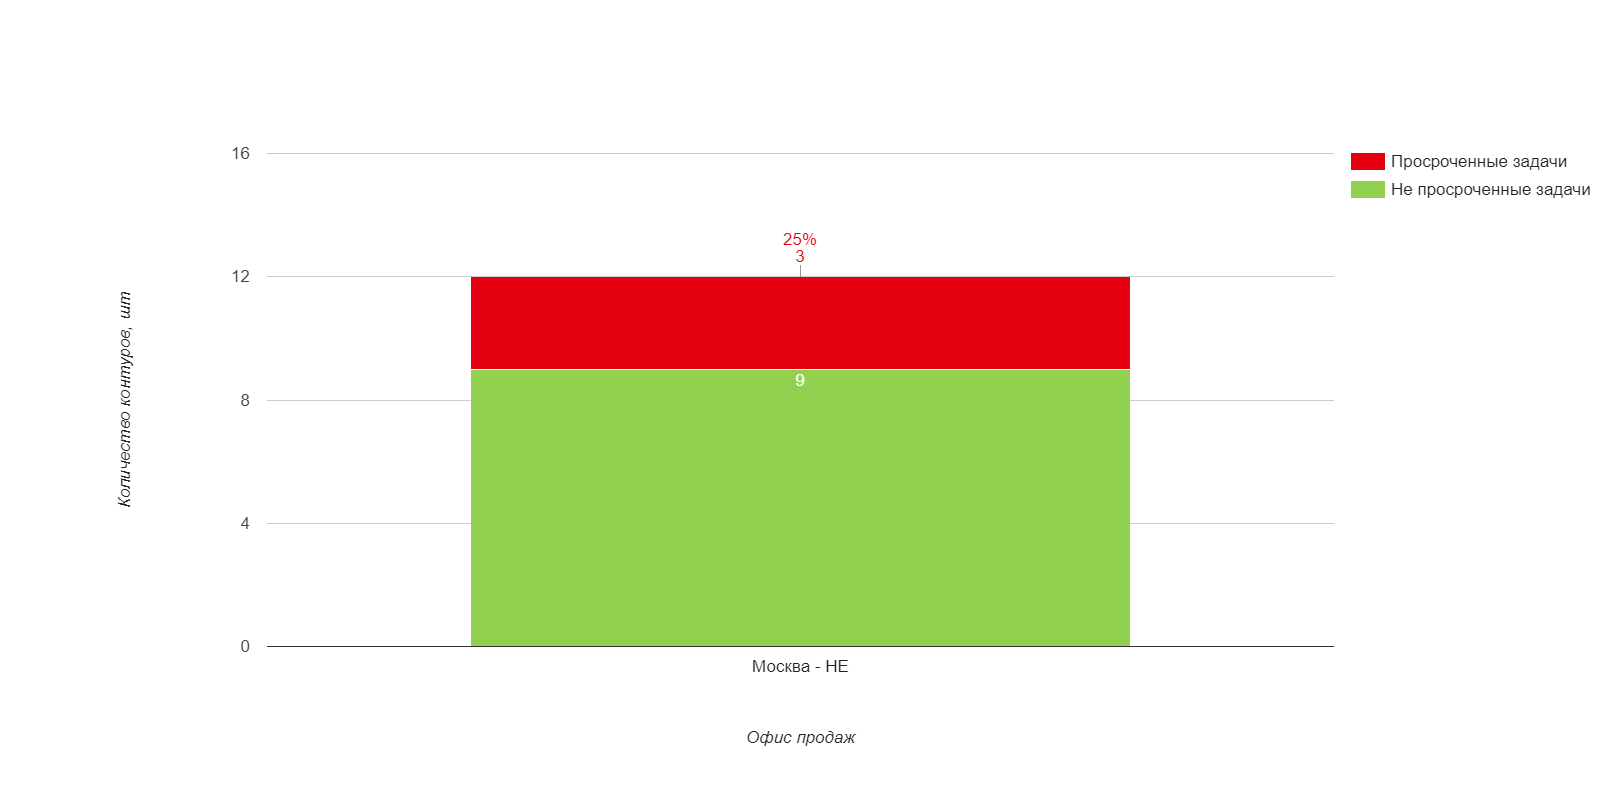 16
Просроченные задачи
Не просроченные задачи
25%
3
12
9
8
4
0
Количество контуров, шт
Москва - НЕ
Офис продаж